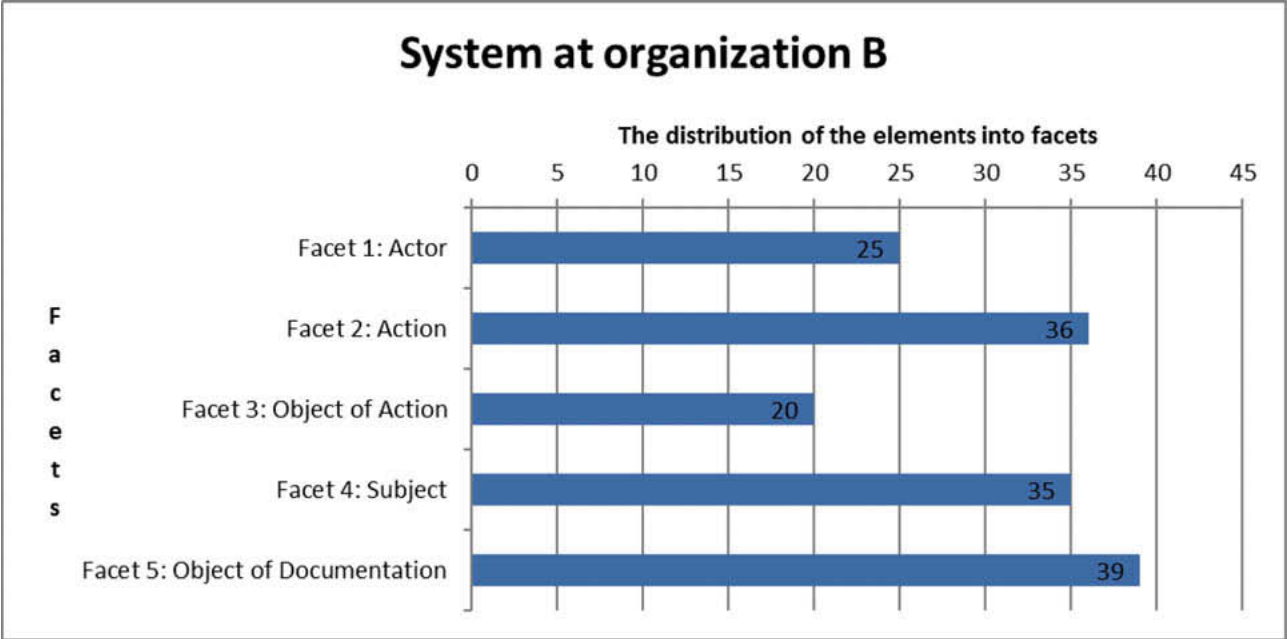 System at organization B
The distribution of the elements into facets
0 5 10 15 20 25 30 35 40 45
Facet 1: Actor 25
Facet 2: Action 36
Facet 3: Object of Action 20
Facet 4: Subject 35
Facet 5: Object of Documentation 39
Facets